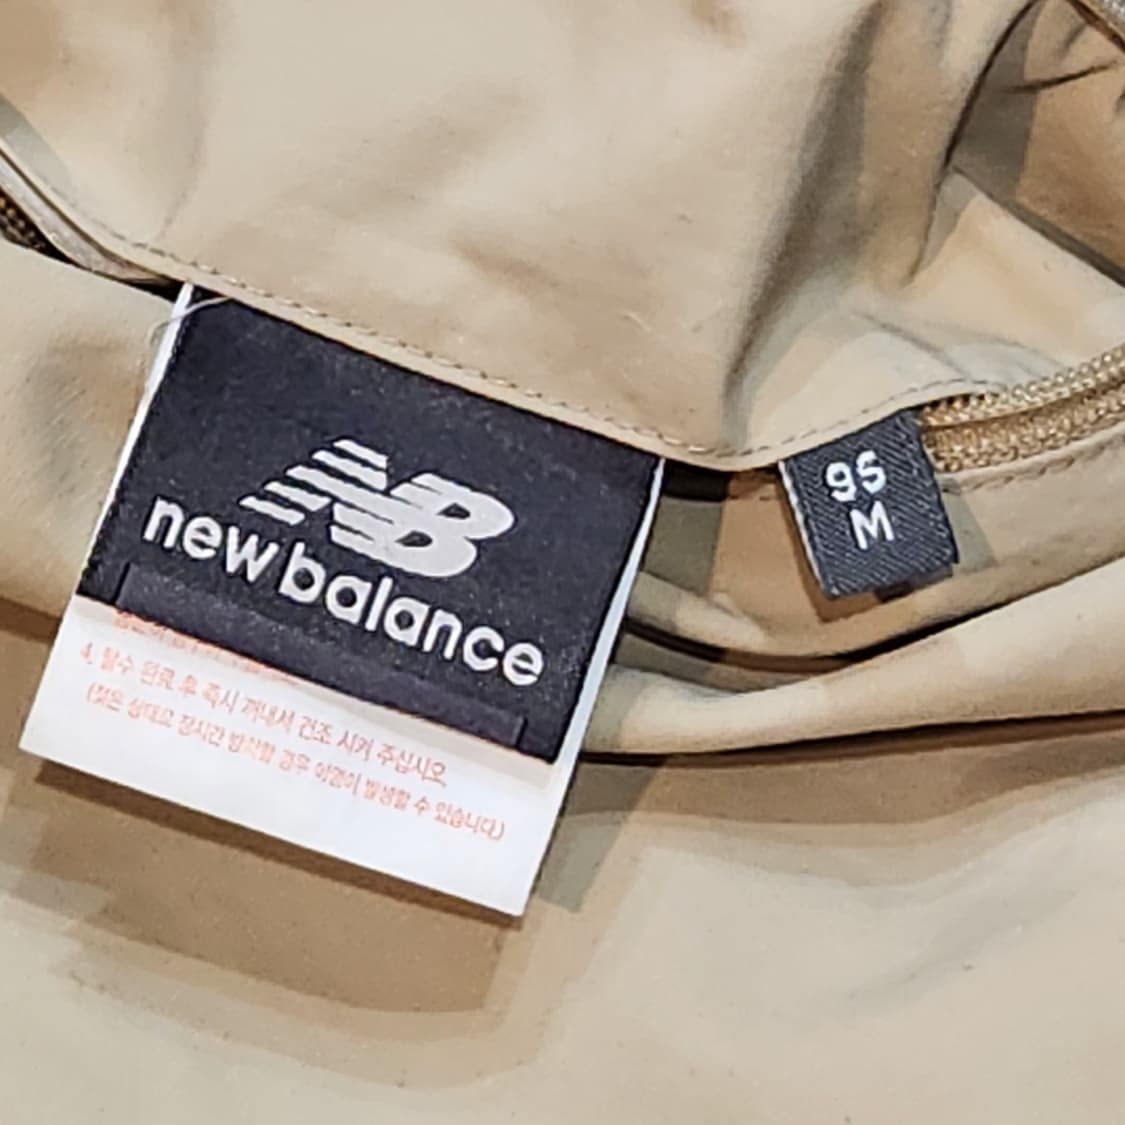 NB
new balance
95
M
4. 탈수 완료 후 즉시 꺼내서 건조 시켜 주십시오
(젖은 상태로 장시간 방치할 경우 이염이 발생할 수 있습니다.)